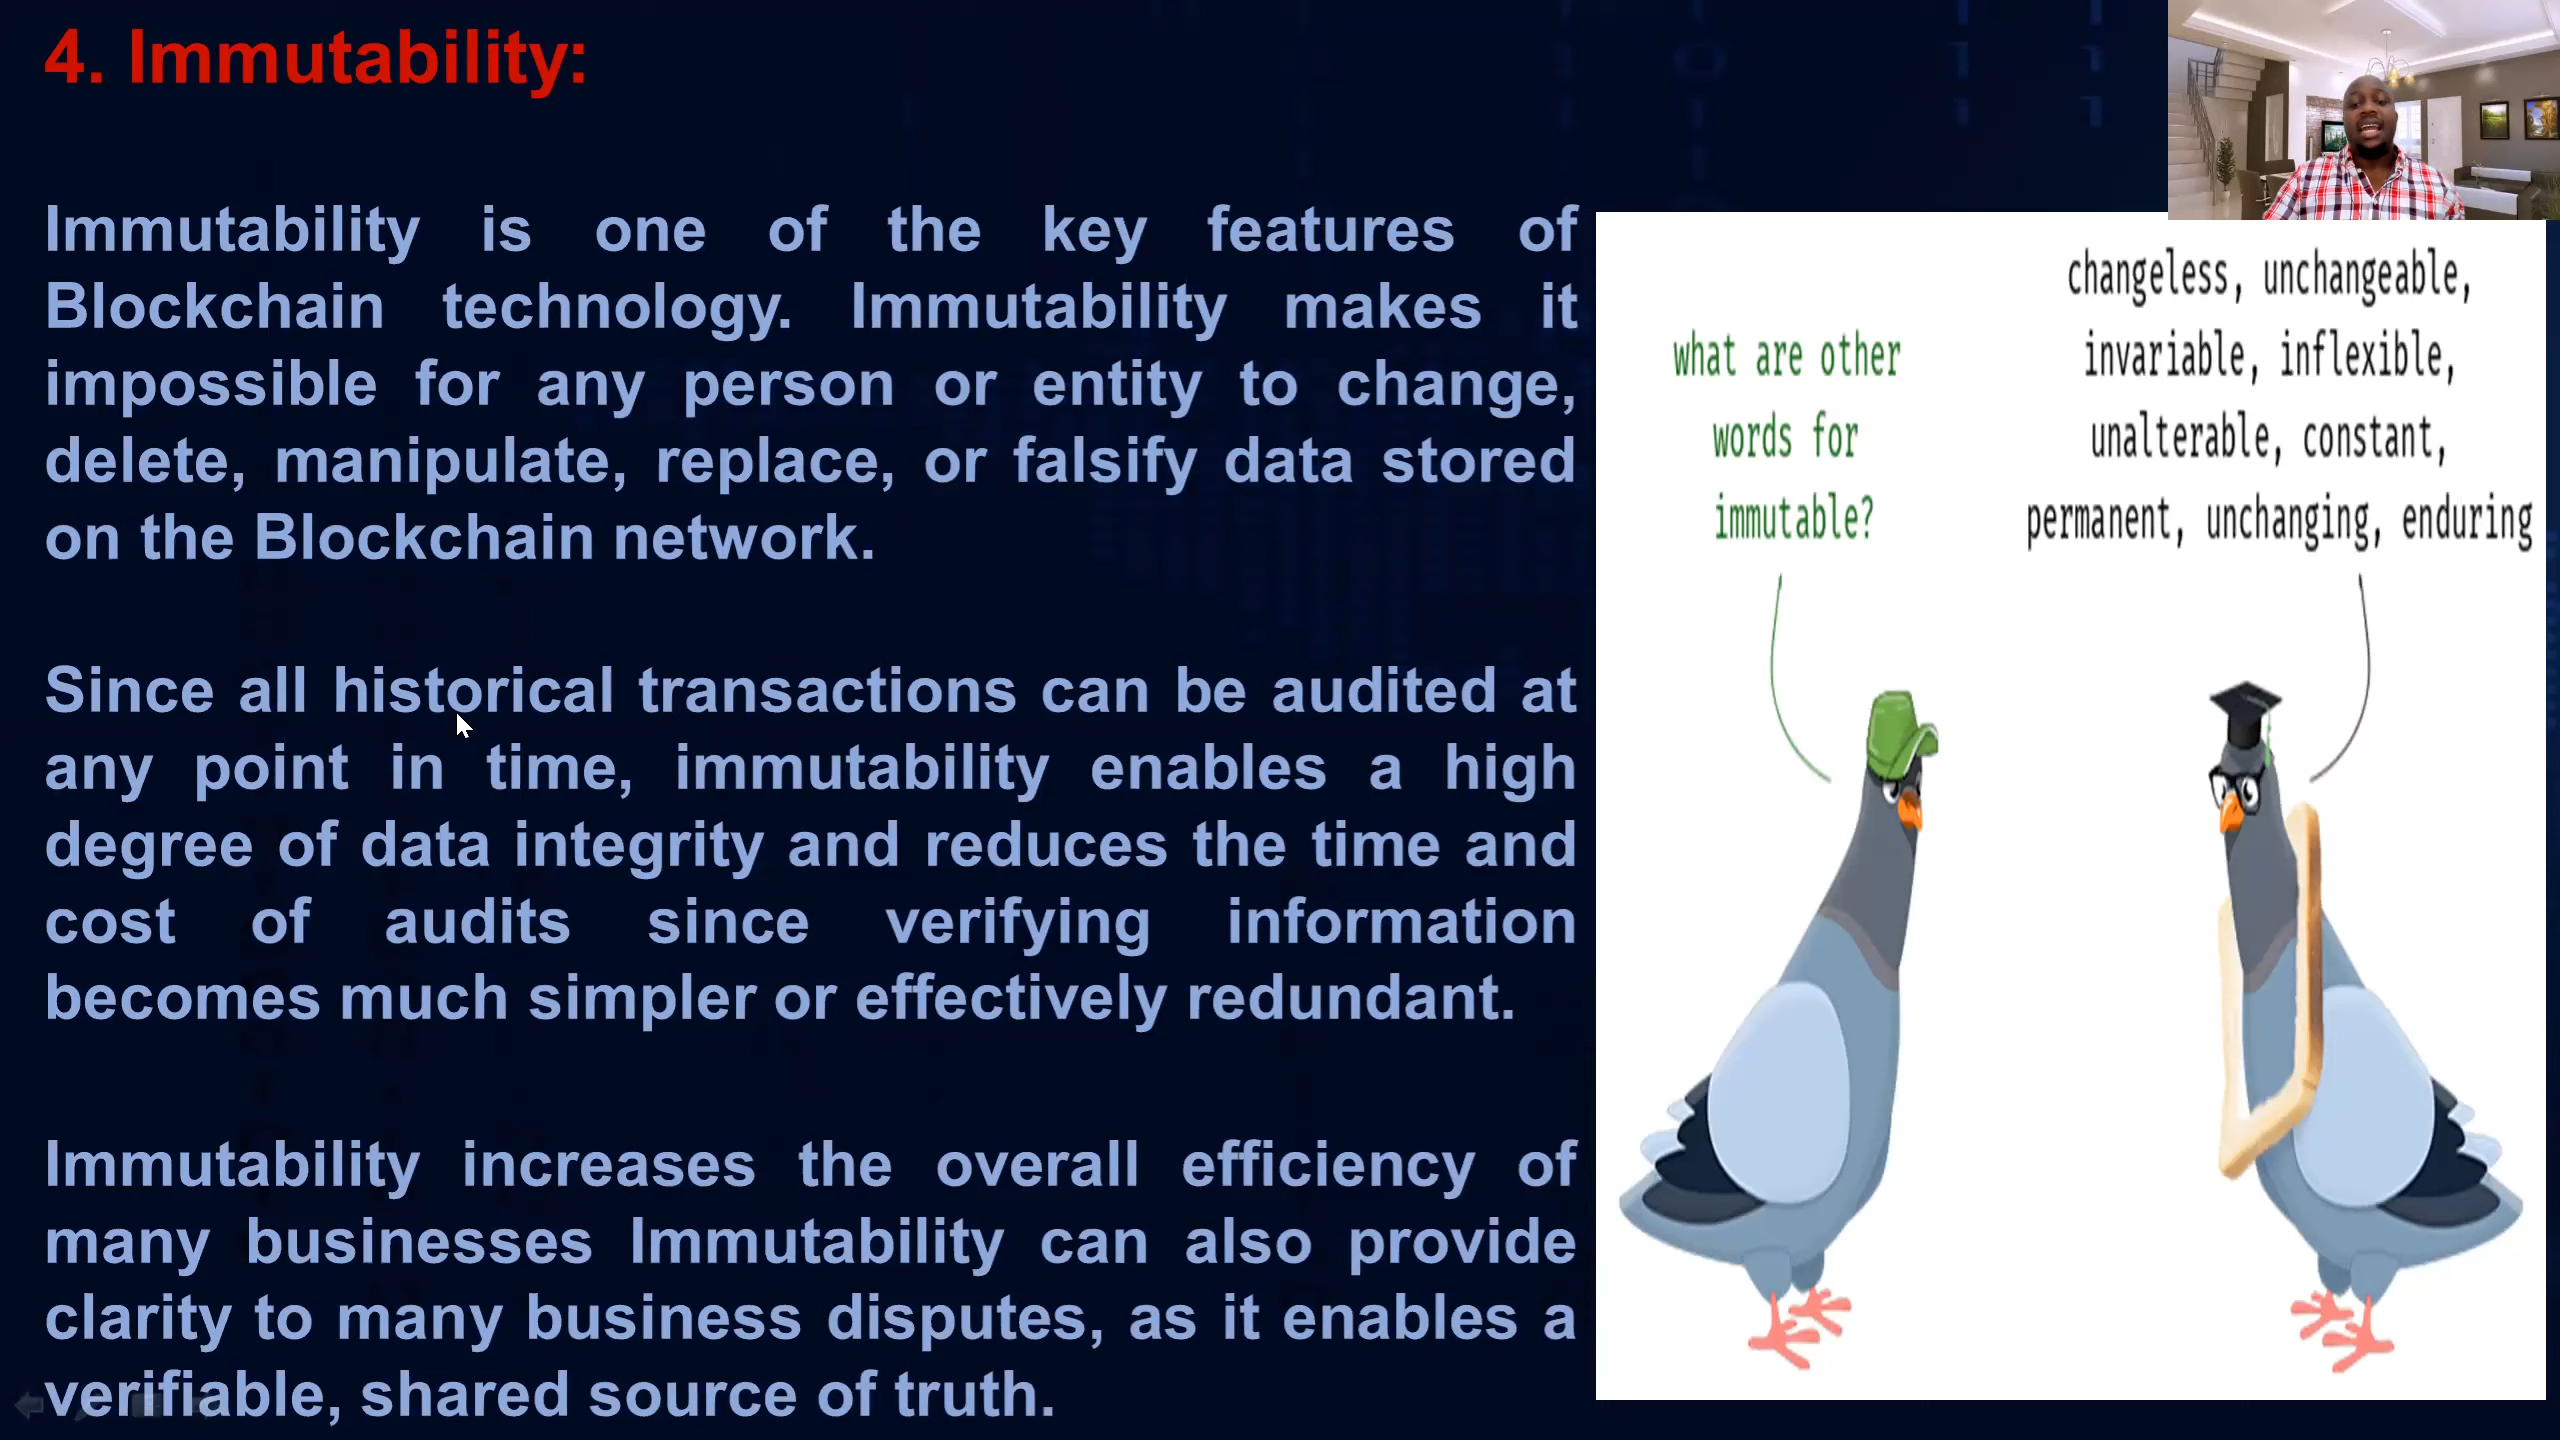 4. Immutability:
Immutability is one of the key features of
Blockchain technology. Immutability makes it
impossible for any person or entity to change,
delete, manipulate, replace, or falsify data stored
on the Blockchain network.
Since all historical transactions can be audited at
any point in time, immutability enables a high
degree of data integrity and reduces the time and
cost of audits since verifying information
becomes much simpler or effectively redundant.
Immutability increases the overall efficiency of
many businesses Immutability can also provide
clarity to many business disputes, as it enables a
verifiable, shared source of truth.
what are other
words for
immutable?
changeless, unchangeable,
invariable, inflexible,
unalterable, constant,
permanent, unchanging, enduring